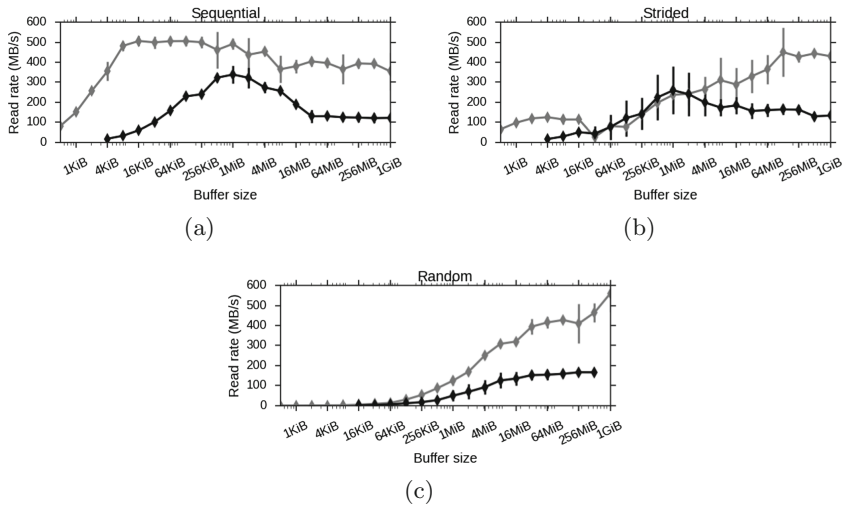 Sequential
Read rate (MB/s)
600
500
400
300
200
100
0
1KiB 4KiB 16KiB 64KiB 256KiB 1MiB 4MiB 16MiB 64MiB 256MiB 1GiB
Buffer size
(a)
Strided
Read rate (MB/s)
600
500
400
300
200
100
0
1KiB 4KiB 16KiB 64KiB 256KiB 1MiB 4MiB 16MiB 64MiB 256MiB 1GiB
Buffer size
(b)
Random
Read rate (MB/s)
600
500
400
300
200
100
0
1KiB 4KiB 16KiB 64KiB 256KiB 1MiB 4MiB 16MiB 64MiB 256MiB 1GiB
Buffer size
(c)